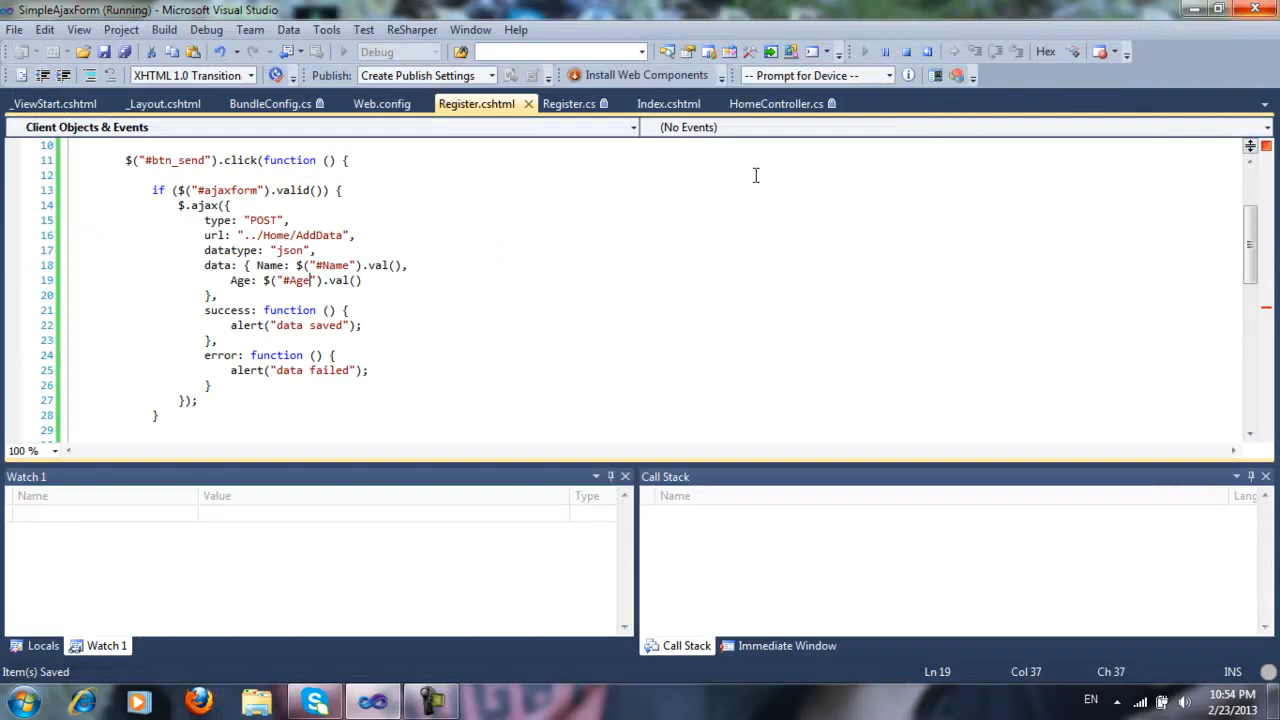 SimpleAjaxForm (Running) - Microsoft Visual Studio
File Edit View Project Build Debug Team Data Tools Test ReSharper Window Help
Debug Hex
XHTML 1.0 Transition Publish: Create Publish Settings Install Web Components -- Prompt for Device --
_ViewStart.cshtml _Layout.cshtml BundleConfig.cs Web.config Register.cshtml Register.cs Index.cshtml HomeController.cs
Client Objects & Events (No Events)
10
11 $("#btn_send").click(function () {
12
13 if ($("#ajaxform").valid()) {
14 $.ajax({
15 type: "POST",
16 url: "../Home/AddData",
17 datatype: "json",
18 data: { Name: $("#Name").val(),
19 Age: $("#Age").val()
20 },
21 success: function () {
22 alert("data saved");
23 },
24 error: function () {
25 alert("data failed");
26 }
27 });
28 }
29
100 %
Watch 1 Call Stack
Name Value Type Name Lang
Locals Watch 1 Call Stack Immediate Window
Item(s) Saved Ln 19 Col 37 Ch 37 INS
EN 10:54 PM
2/23/2013